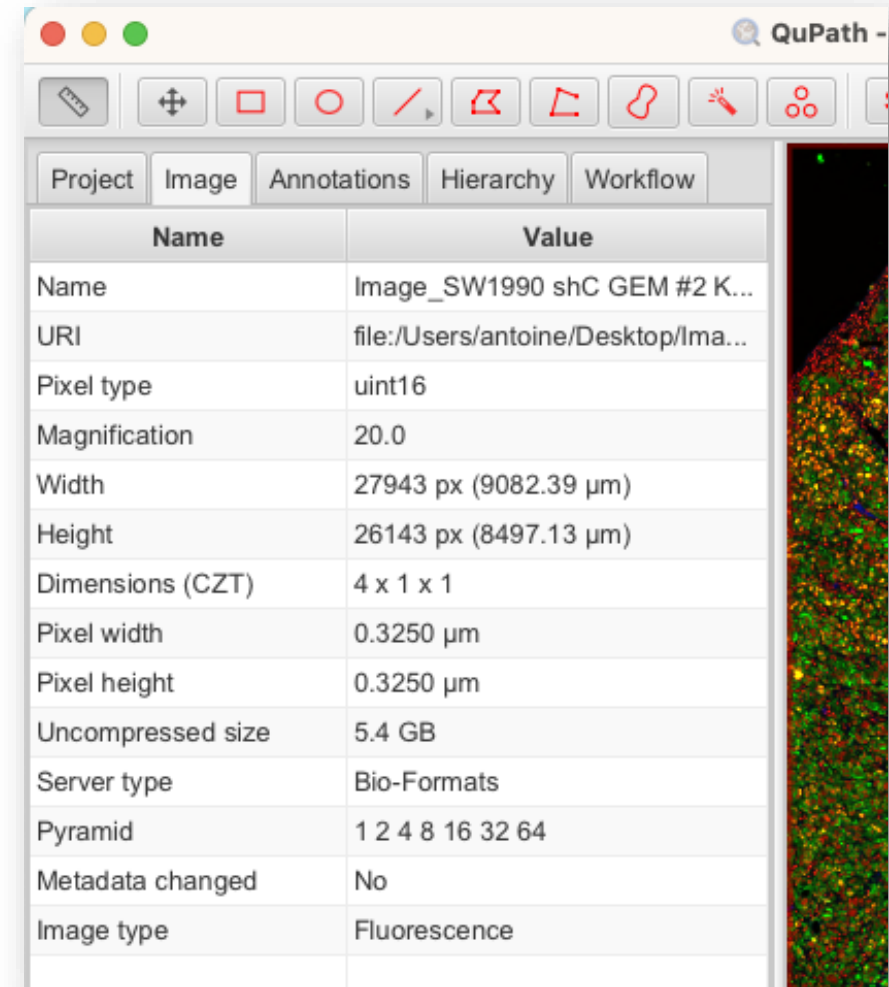 QuPath -
Project Image Annotations Hierarchy Workflow
Name Value
Name Image_SW1990 shC GEM #2 K...
URI file:/Users/antoine/Desktop/Ima...
Pixel type uint16
Magnification 20.0
Width 27943 px (9082.39 µm)
Height 26143 px (8497.13 µm)
Dimensions (CZT) 4 x 1 x 1
Pixel width 0.3250 µm
Pixel height 0.3250 µm
Uncompressed size 5.4 GB
Server type Bio-Formats
Pyramid 1 2 4 8 16 32 64
Metadata changed No
Image type Fluorescence